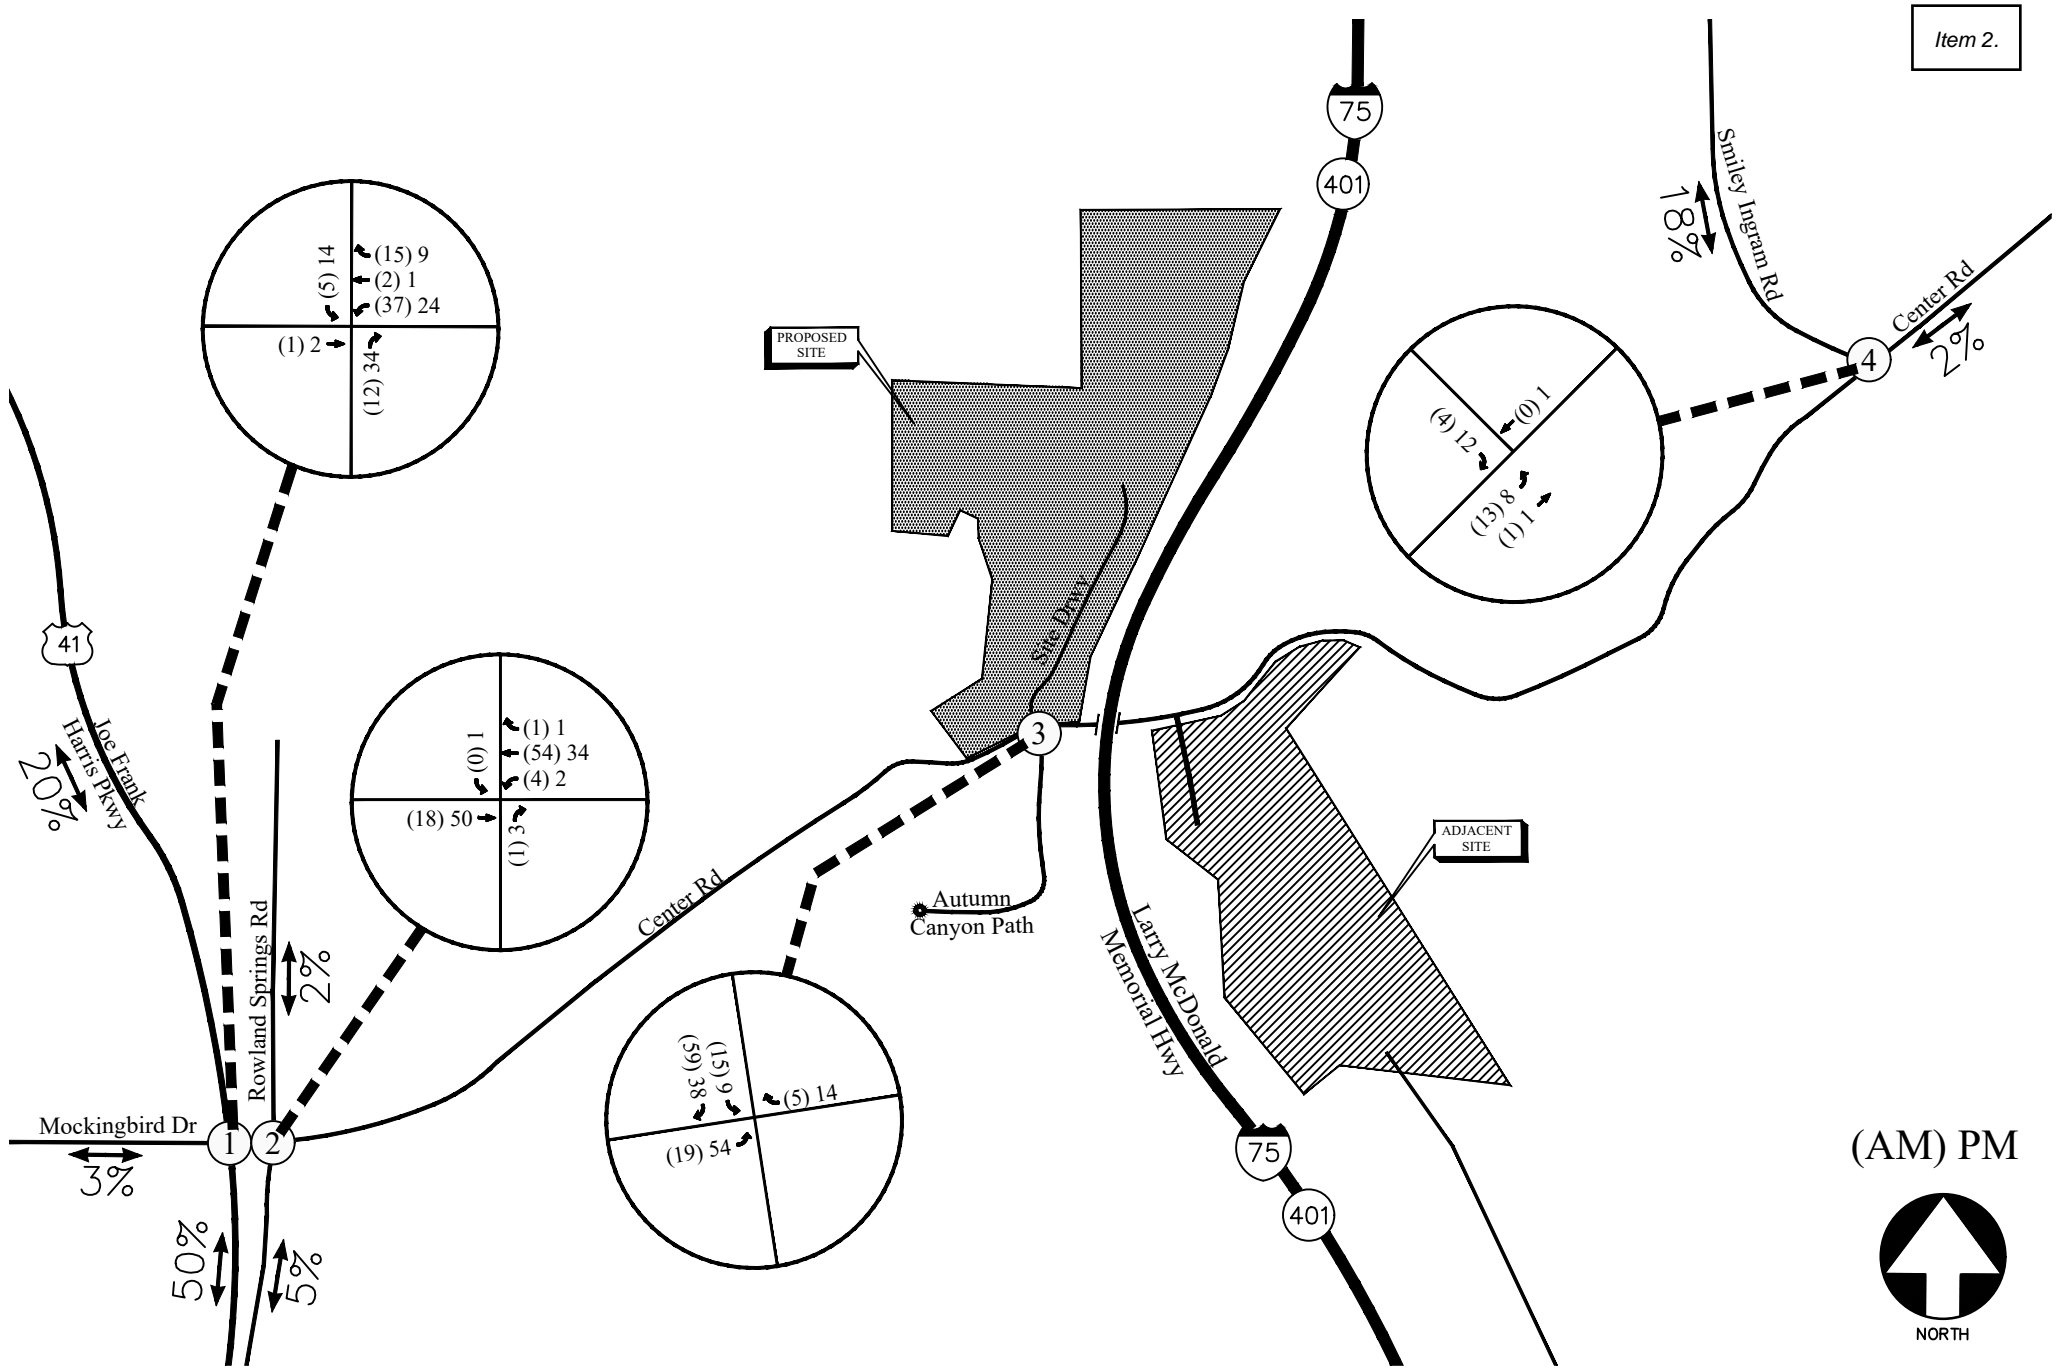 Item 2.
75
401
Smiley Ingram Rd
18%
Center Rd
2%
4
(5) 14
(15) 9
(2) 1
(37) 24
(1) 2
(12) 34
PROPOSED
SITE
(0) 1
(4) 12
(13) 8
(1) 1
41
Joe Frank
Harris Pkwy
20%
Site Drwy
3
(0) 1
(1) 1
(54) 34
(4) 2
(18) 50
(1) 3
ADJACENT
SITE
Center Rd
Autumn
Canyon Path
Larry McDonald
Memorial Hwy
Rowland Springs Rd
2%
(59) 38
(15) 9
(5) 14
(19) 54
Mockingbird Dr
3%
1
2
50%
5%
75
401
(AM) PM
NORTH